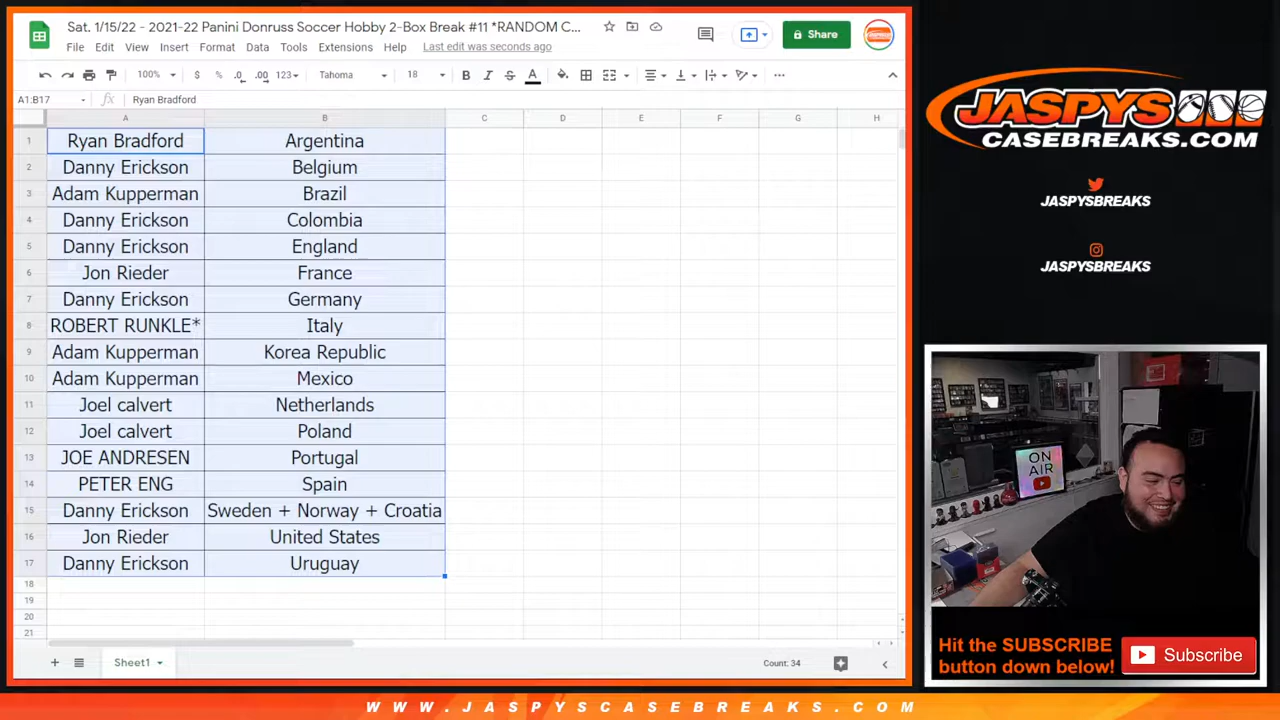 Sat. 1/15/22 - 2021-22 Panini Donruss Soccer Hobby 2-Box Break #11 *RANDOM C...
File Edit View Insert Format Data Tools Extensions Help Last edit was seconds ago
Share
100% $ % .0 .00 123 Tahoma 18 B I S A
A1:B17 fx Ryan Bradford
A B C D E F G H
1 Ryan Bradford Argentina
2 Danny Erickson Belgium
3 Adam Kupperman Brazil
4 Danny Erickson Colombia
5 Danny Erickson England
6 Jon Rieder France
7 Danny Erickson Germany
8 ROBERT RUNKLE* Italy
9 Adam Kupperman Korea Republic
10 Adam Kupperman Mexico
11 Joel calvert Netherlands
12 Joel calvert Poland
13 JOE ANDRESEN Portugal
14 PETER ENG Spain
15 Danny Erickson Sweden + Norway + Croatia
16 Jon Rieder United States
17 Danny Erickson Uruguay
18
19
20
21
Sheet1 Count: 34
JASPYS
CASEBREAKS.COM
JASPYSBREAKS
JASPYSBREAKS
ON
AIR
Hit the SUBSCRIBE
button down below!
Subscribe
WWW.JASPYSCASEBREAKS.COM